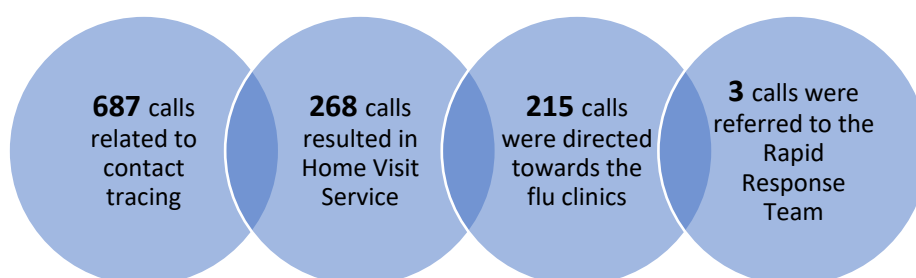 687 calls
related to
contact
tracing
268 calls
resulted in
Home Visit
Service
215 calls
were directed
towards the
flu clinics
3 calls were
referred to the
Rapid
Response
Team